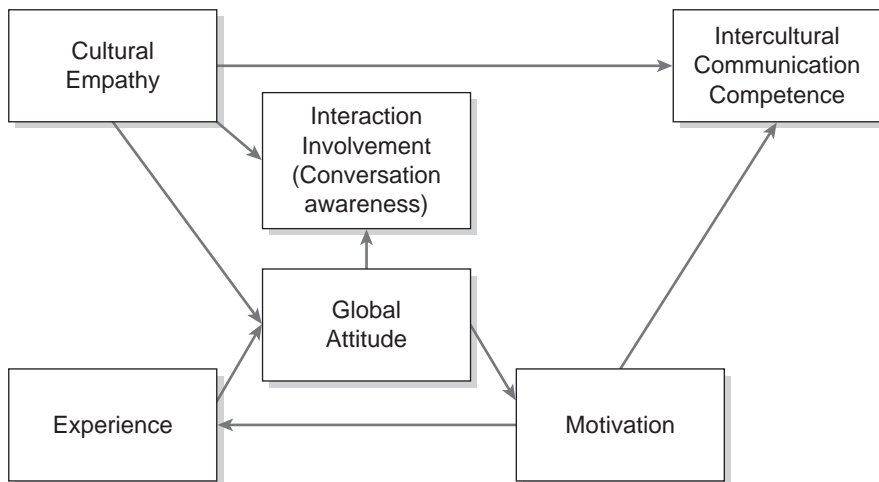 Cultural
Empathy
Intercultural
Communication
Competence
Interaction
Involvement
(Conversation
awareness)
Global
Attitude
Experience
Motivation